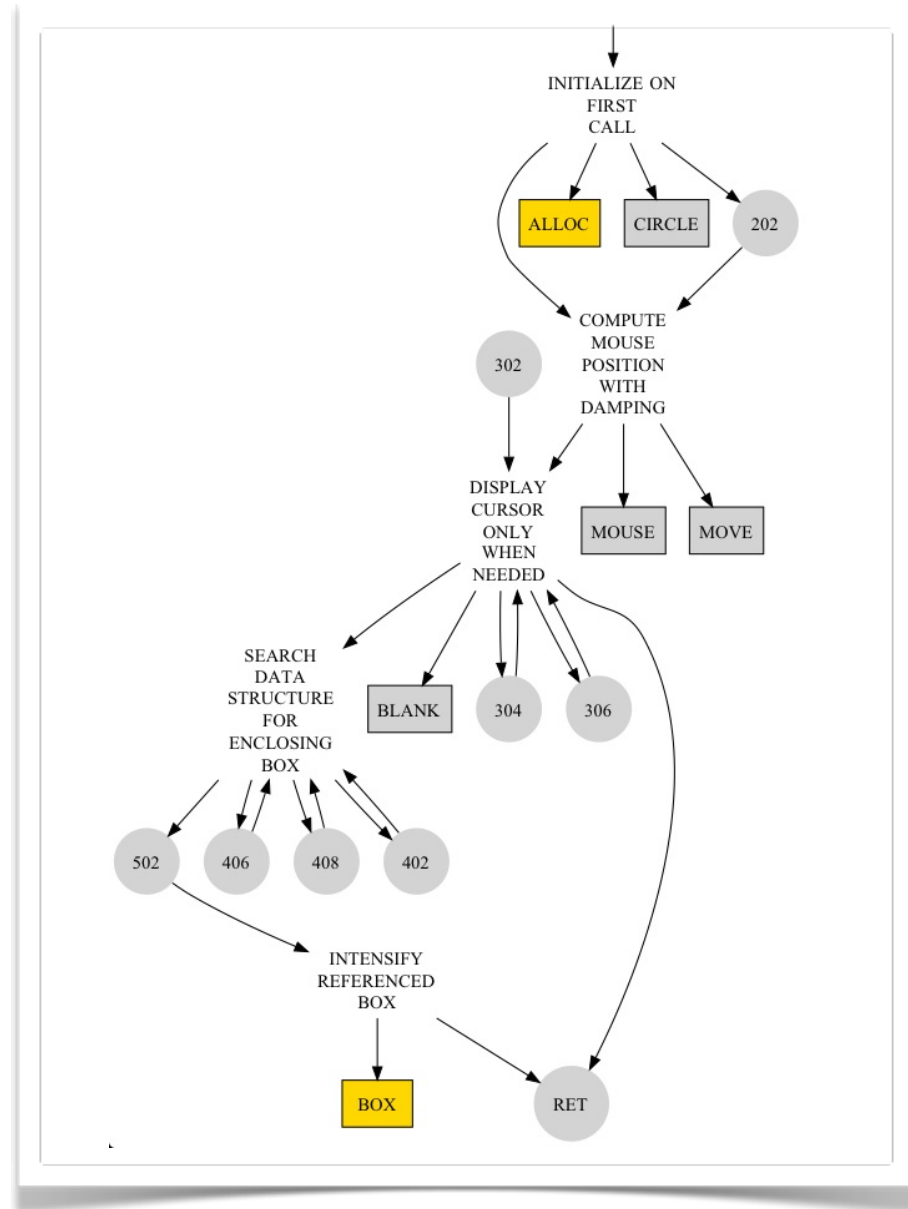 INITIALIZE ON
FIRST
CALL
ALLOC
CIRCLE
202
COMPUTE
MOUSE
POSITION
WITH
DAMPING
302
DISPLAY
CURSOR
ONLY
WHEN
NEEDED
MOUSE
MOVE
SEARCH
DATA
STRUCTURE
FOR
ENCLOSING
BOX
BLANK
304
306
502
406
408
402
INTENSIFY
REFERENCED
BOX
BOX
RET